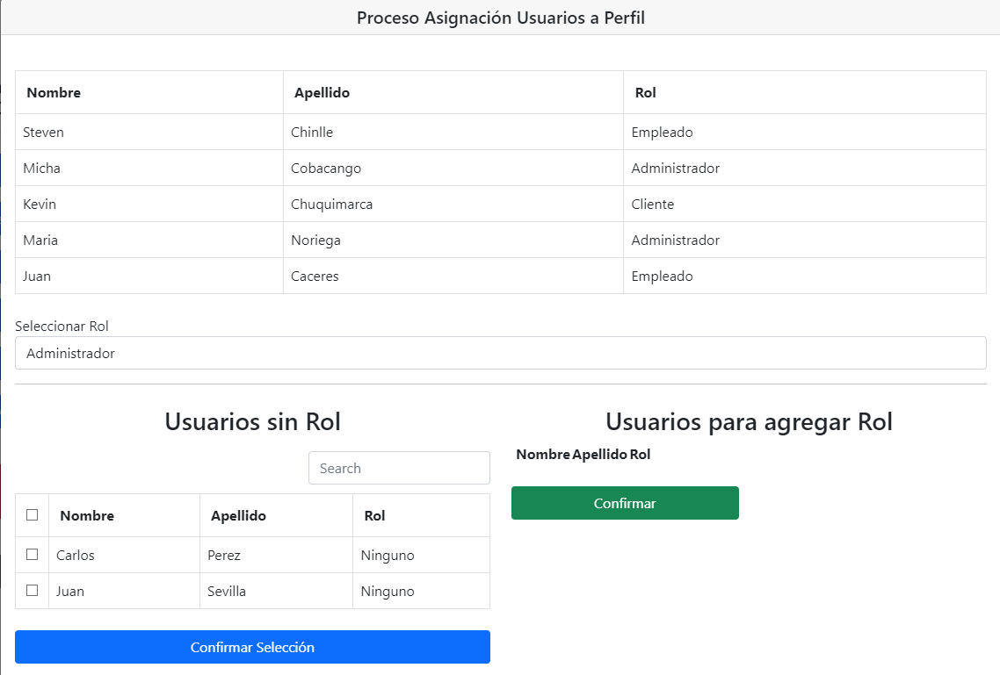 Proceso Asignación Usuarios a Perfil
Nombre Apellido Rol
Steven Chinlle Empleado
Micha Cobacango Administrador
Kevin Chuquimarca Cliente
Maria Noriega Administrador
Juan Caceres Empleado
Seleccionar Rol
Administrador
Usuarios sin Rol
Search
Nombre Apellido Rol
Carlos Perez Ninguno
Juan Sevilla Ninguno
Confirmar Selección
Usuarios para agregar Rol
Nombre Apellido Rol
Confirmar